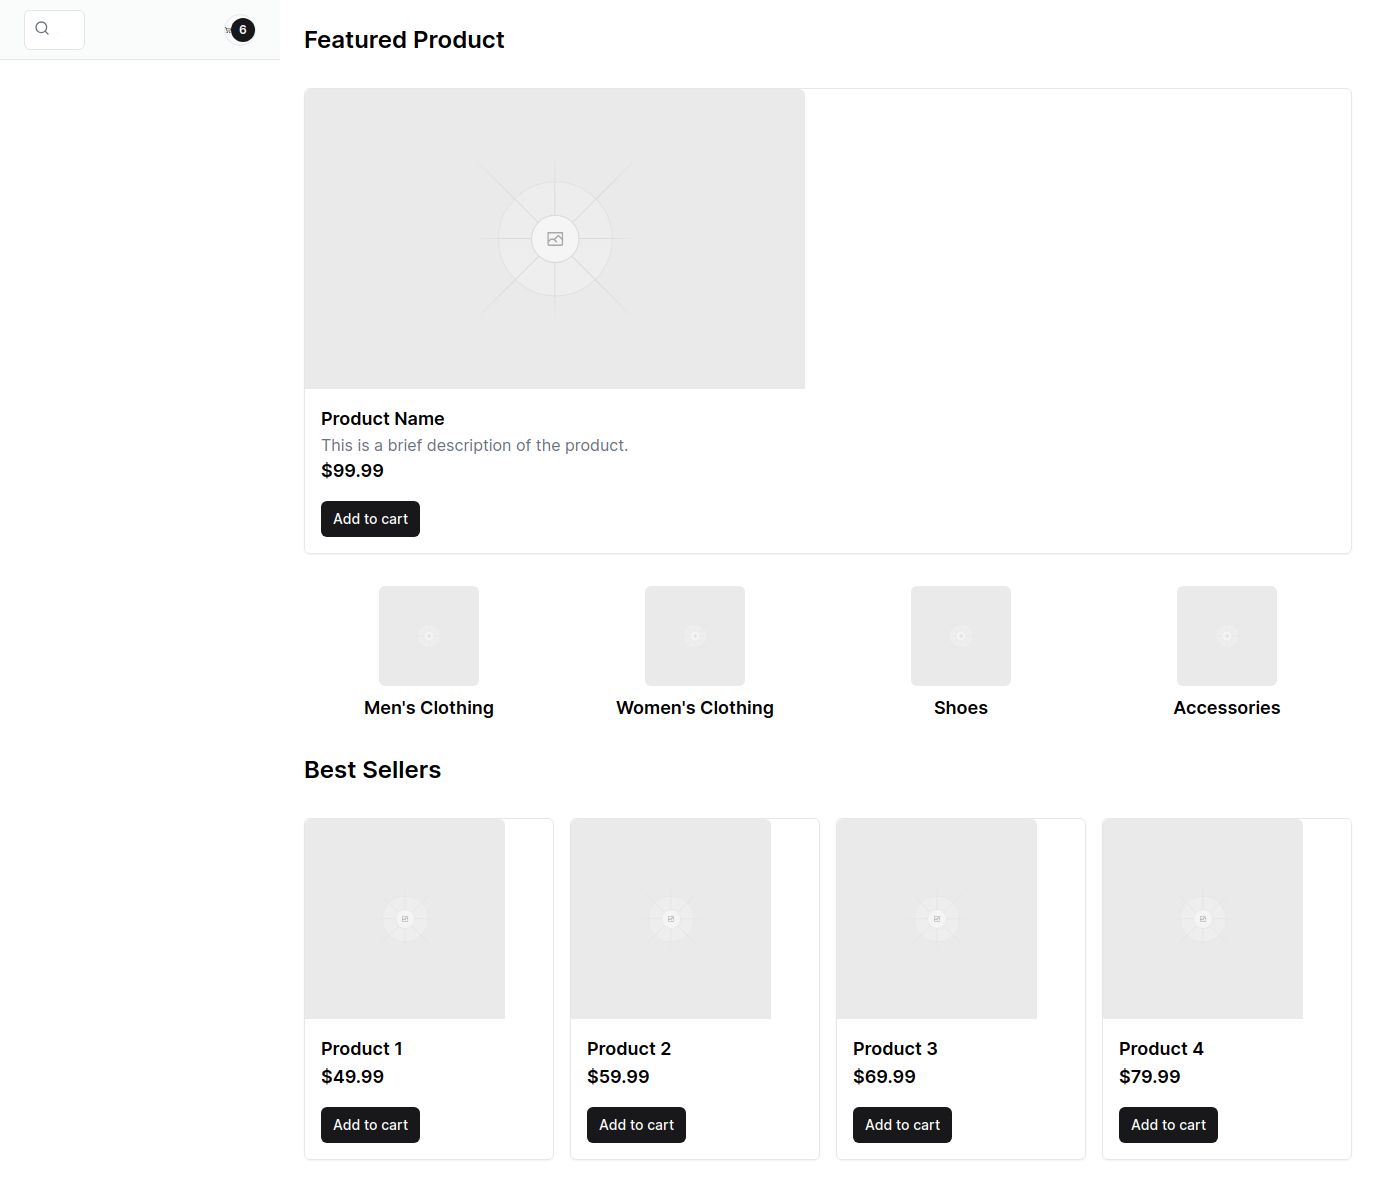 6
Featured Product
Product Name
This is a brief description of the product.
$99.99
Add to cart
Men's Clothing
Women's Clothing
Shoes
Accessories
Best Sellers
Product 1
$49.99
Add to cart
Product 2
$59.99
Add to cart
Product 3
$69.99
Add to cart
Product 4
$79.99
Add to cart